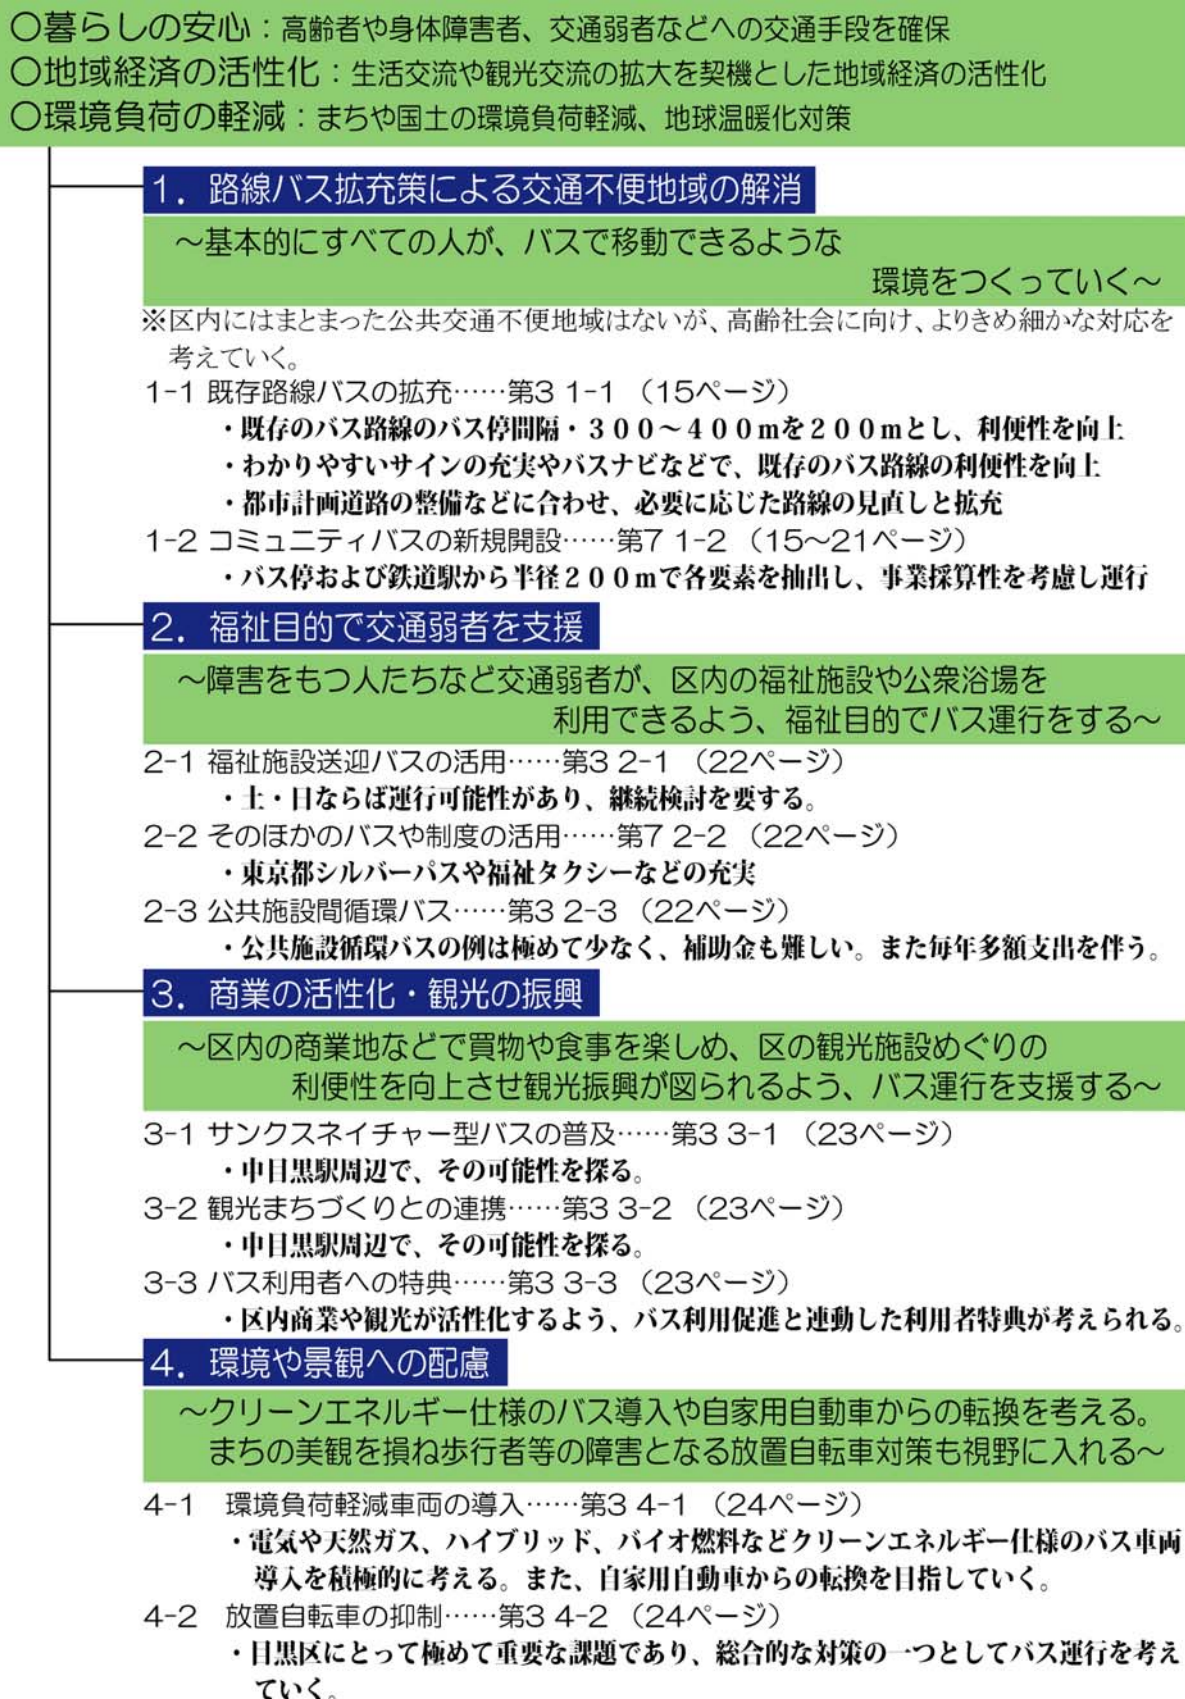 ○暮らしの安心：高齢者や身体障害者、交通弱者などへの交通手段を確保
○地域経済の活性化：生活交流や観光交流の拡大を契機とした地域経済の活性化
○環境負荷の軽減：まちや国土の環境負荷軽減、地球温暖化対策
1．路線バス拡充策による交通不便地域の解消
～基本的にすべての人が、バスで移動できるような
環境をつくっていく～
※区内にはまとまった公共交通不便地域はないが、高齢社会に向け、よりきめ細かな対応を
考えていく。
1-1 既存路線バスの拡充……第3 1-1 （15ページ）
・既存のバス路線のバス停間隔・３００～４００ｍを２００ｍとし、利便性を向上
・わかりやすいサインの充実やバスナビなどで、既存のバス路線の利便性を向上
・都市計画道路の整備などに合わせ、必要に応じた路線の見直しと拡充
1-2 コミュニティバスの新規開設……第7 1-2 （15～21ページ）
・バス停および鉄道駅から半径２００ｍで各要素を抽出し、事業採算性を考慮し運行
2．福祉目的で交通弱者を支援
～障害をもつ人たちなど交通弱者が、区内の福祉施設や公衆浴場を
利用できるよう、福祉目的でバス運行をする～
2-1 福祉施設送迎バスの活用……第3 2-1 （22ページ）
・土・日ならば運行可能性があり、継続検討を要する。
2-2 そのほかのバスや制度の活用……第7 2-2 （22ページ）
・東京都シルバーパスや福祉タクシーなどの充実
2-3 公共施設間循環バス……第3 2-3 （22ページ）
・公共施設循環バスの例は極めて少なく、補助金も難しい。また毎年多額支出を伴う。
3．商業の活性化・観光の振興
～区内の商業地などで買物や食事を楽しめ、区の観光施設めぐりの
利便性を向上させ観光振興が図られるよう、バス運行を支援する～
3-1 サンクスネイチャー型バスの普及……第3 3-1 （23ページ）
・中目黒駅周辺で、その可能性を探る。
3-2 観光まちづくりとの連携……第3 3-2 （23ページ）
・中目黒駅周辺で、その可能性を探る。
3-3 バス利用者への特典……第3 3-3 （23ページ）
・区内商業や観光が活性化するよう、バス利用促進と連動した利用者特典が考えられる。
4．環境や景観への配慮
～クリーンエネルギー仕様のバス導入や自家用自動車からの転換を考える。
まちの美観を損ね歩行者等の障害となる放置自転車対策も視野に入れる～
4-1 環境負荷軽減車両の導入……第3 4-1 （24ページ）
・電気や天然ガス、ハイブリッド、バイオ燃料などクリーンエネルギー仕様のバス車両
導入を積極的に考える。また、自家用自動車からの転換を目指していく。
4-2 放置自転車の抑制……第3 4-2 （24ページ）
・目黒区にとって極めて重要な課題であり、総合的な対策の一つとしてバス運行を考え
ていく。